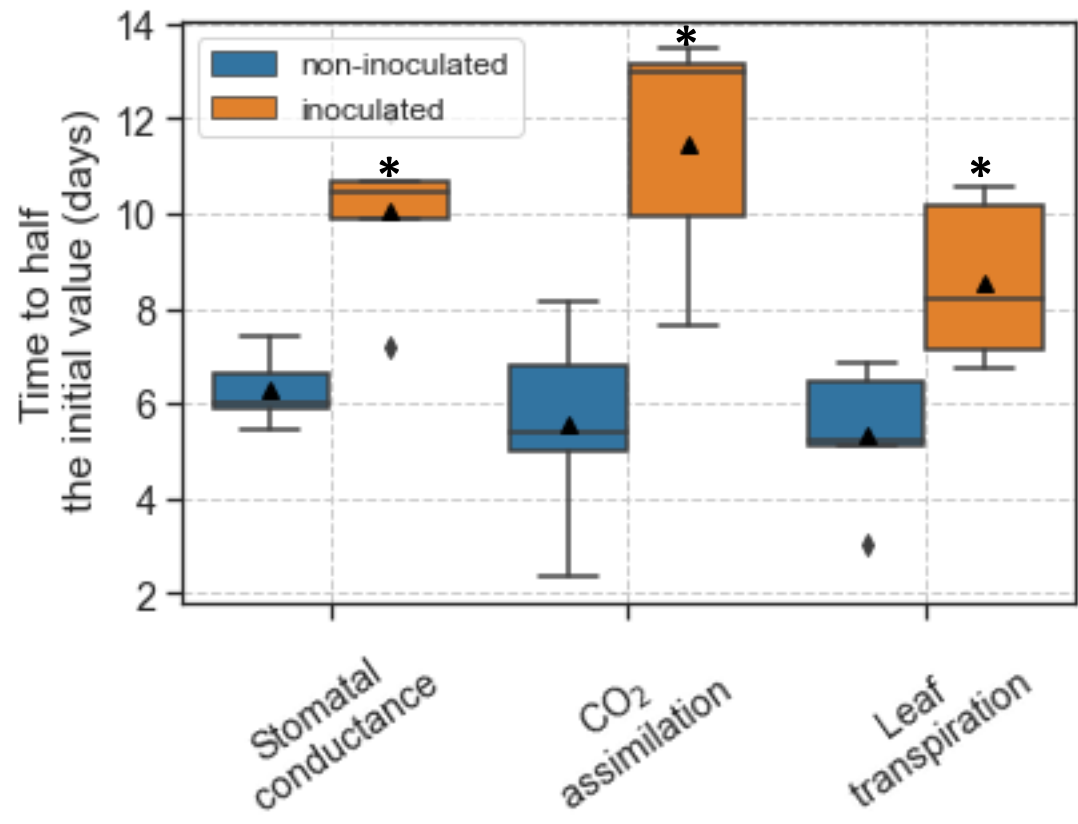 14
12
10
8
6
4
2
Time to half
the initial value (days)
non-inoculated
inoculated
*
*
*
Stomatal
conductance
CO₂
assimilation
Leaf
transpiration